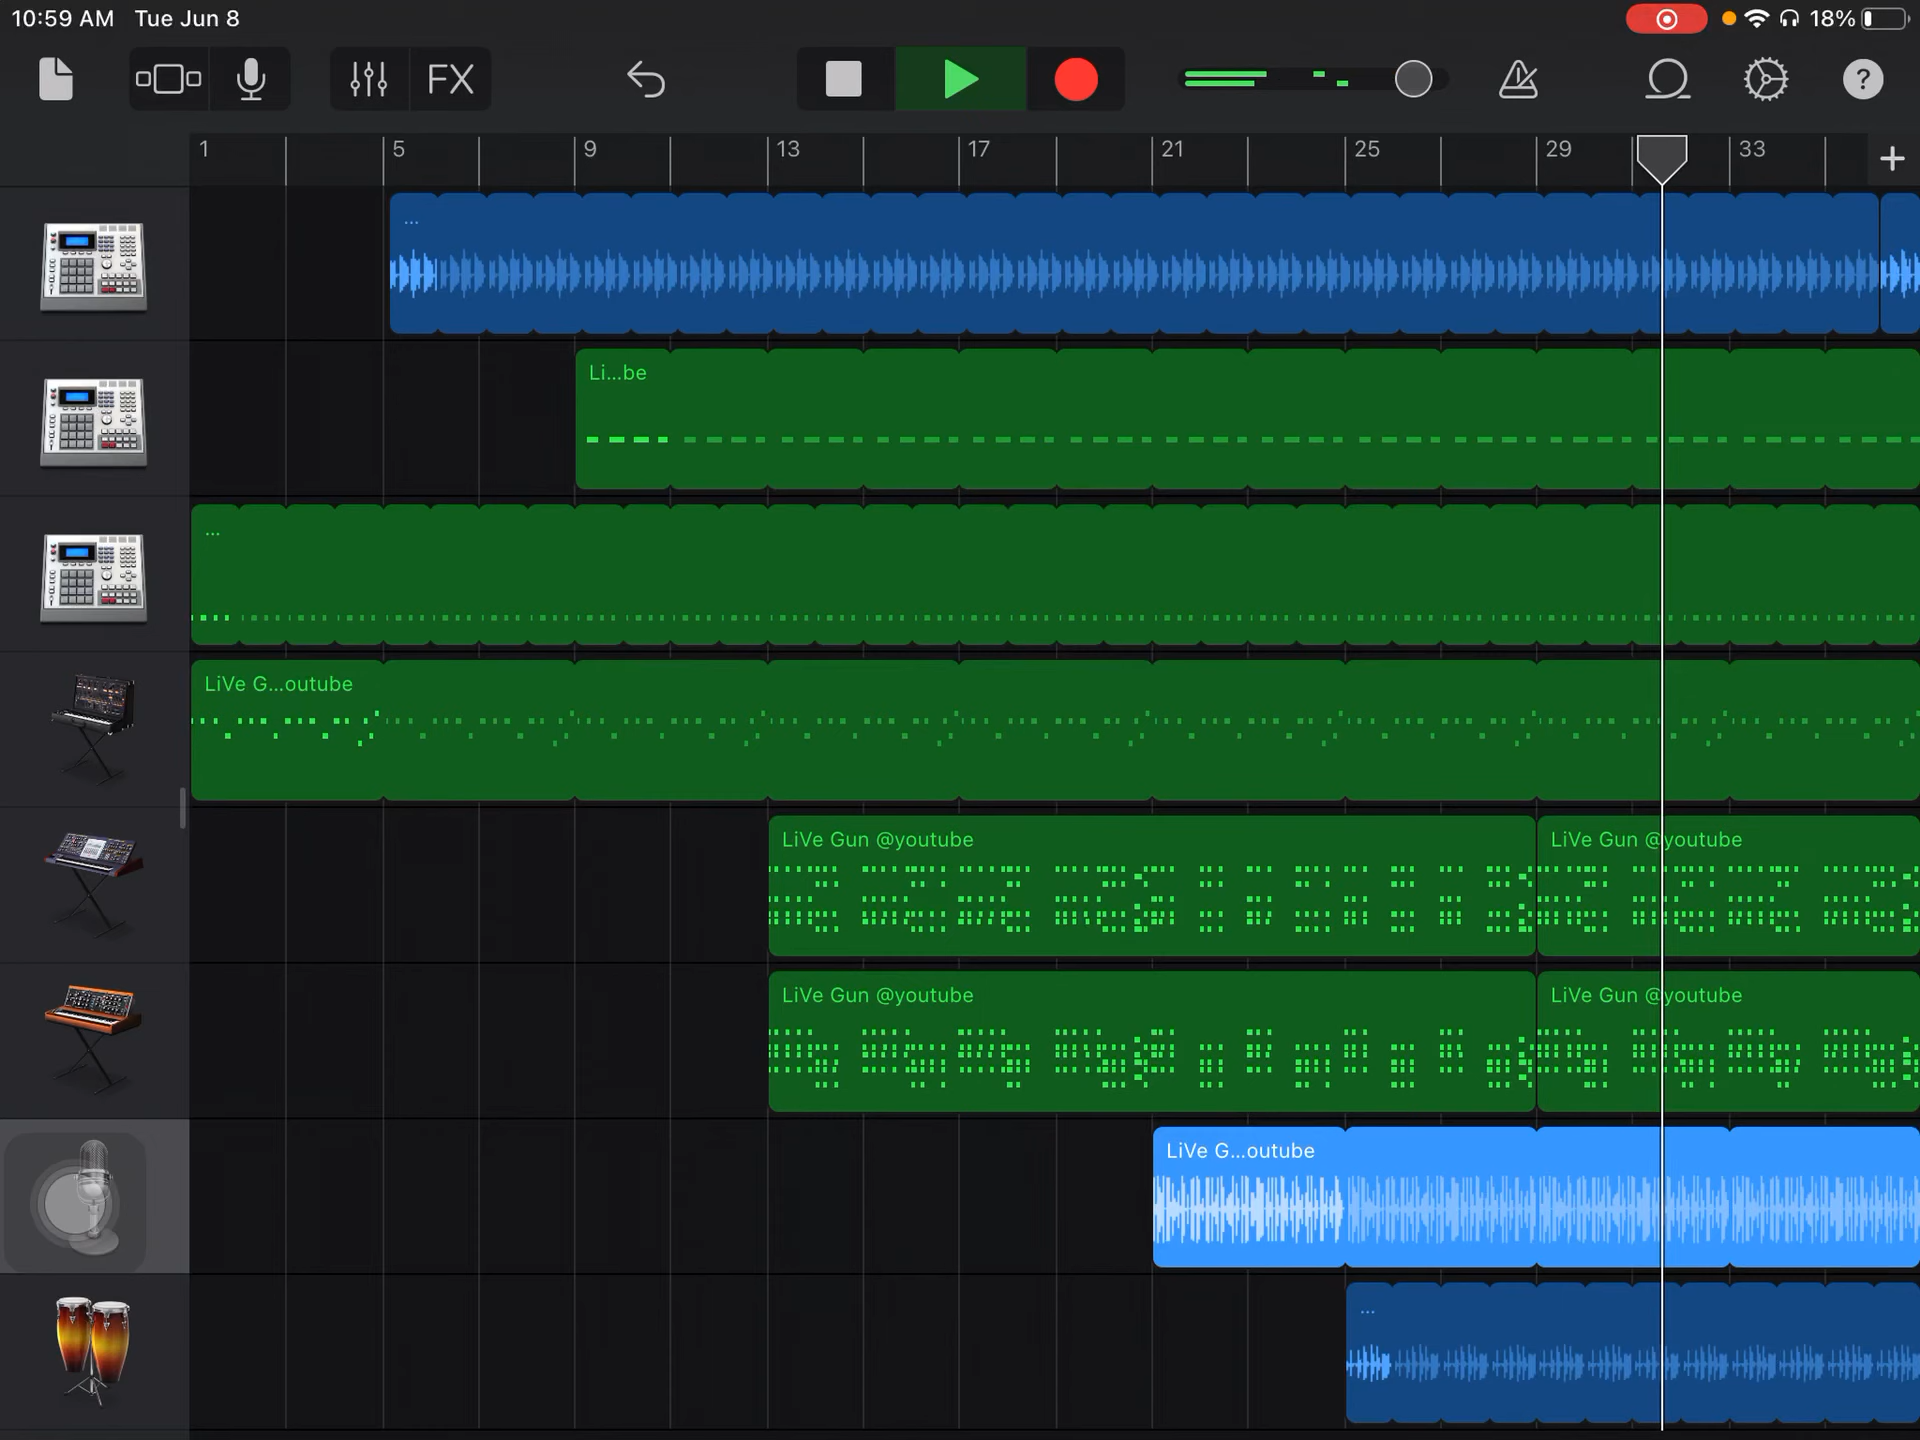 10:59 AM Tue Jun 8
18%
FX
?
1 5 9 13 17 21 25 29 33 +
...
Li...be
...
LiVe G...outube
LiVe Gun @youtube LiVe Gun @youtube
LiVe Gun @youtube LiVe Gun @youtube
LiVe G...outube
...